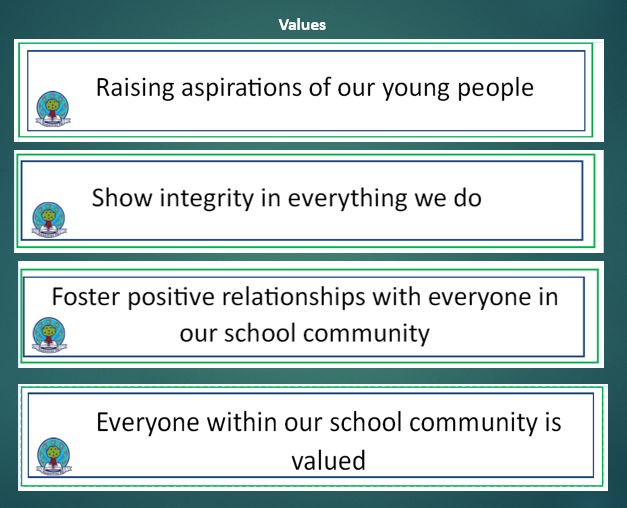 Values
Raising aspirations of our young people
Show integrity in everything we do
Foster positive relationships with everyone in
our school community
Everyone within our school community is
valued